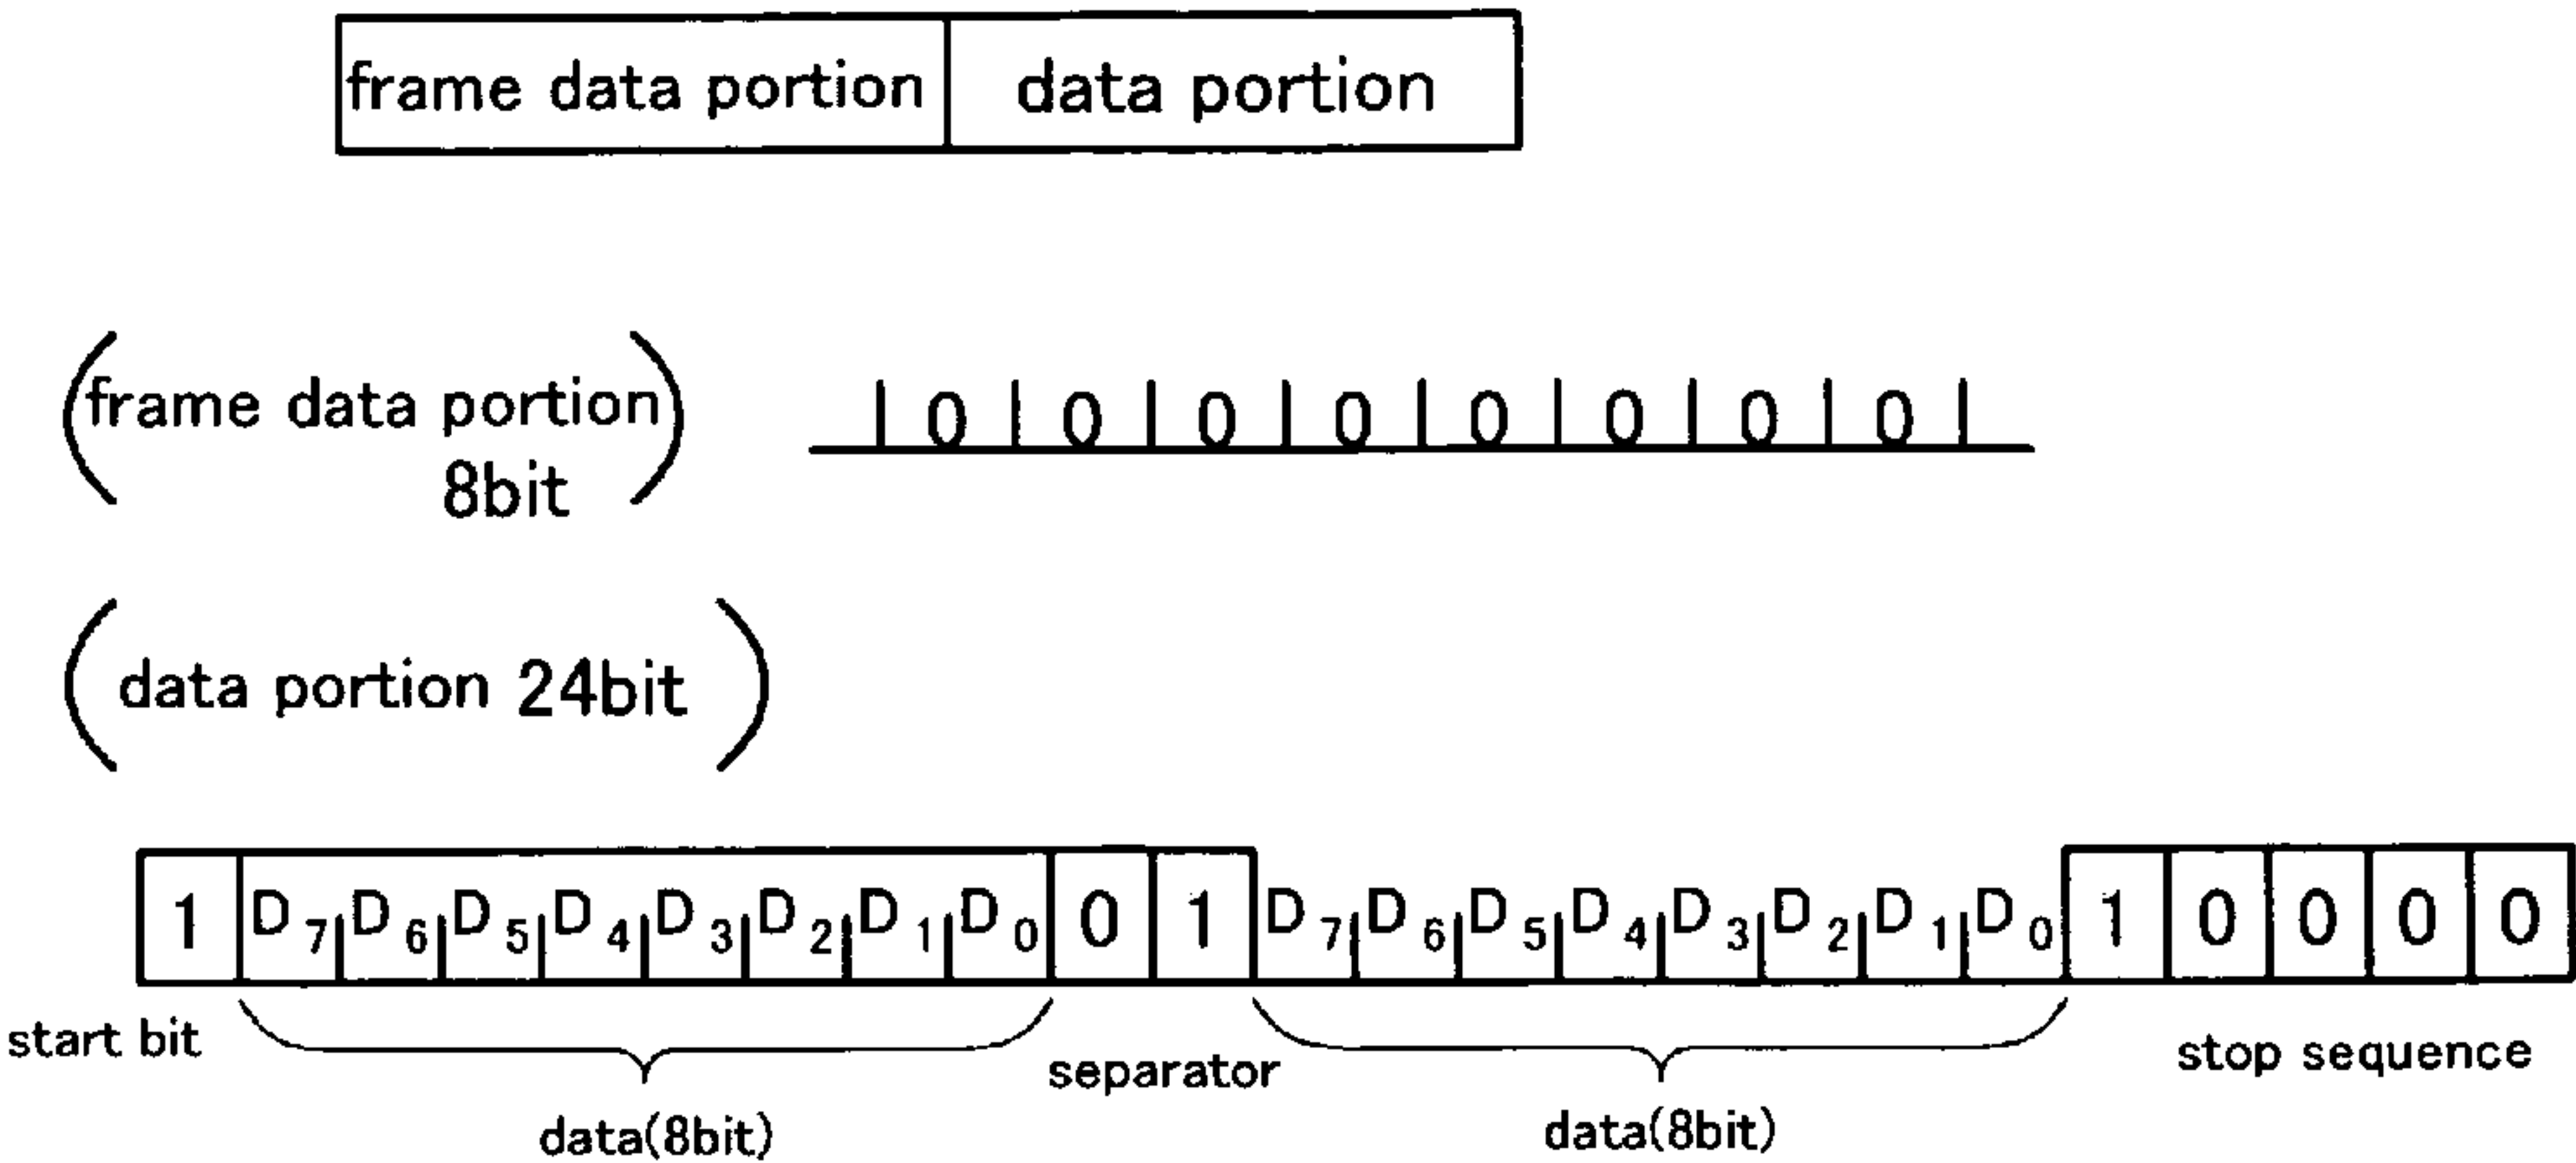 frame data portion data portion
frame data portion
8bit
0 0 0 0 0 0 0 0
data portion 24bit
1 D7 D6 D5 D4 D3 D2 D1 D0 0 1 D7 D6 D5 D4 D3 D2 D1 D0 1 0 0 0 0
start bit separator stop sequence
data(8bit) data(8bit)